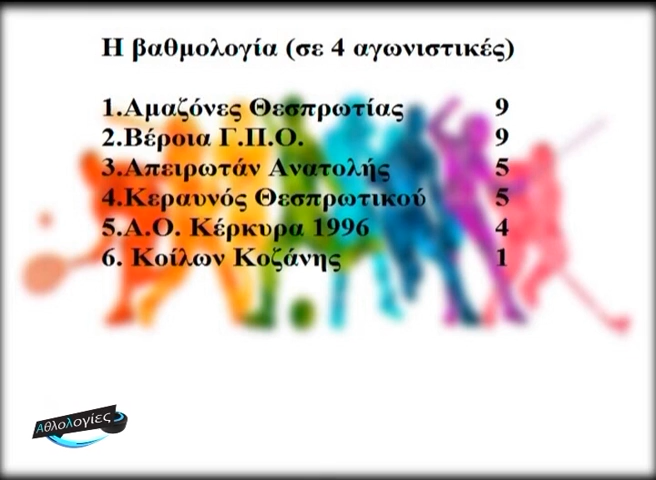 Η βαθμολογία (σε 4 αγωνιστικές)
1.Αμαζόνες Θεσπρωτίας 9
2.Βέροια Γ.Π.Ο. 9
3.Απειρωτάν Ανατολής 5
4.Κεραυνός Θεσπρωτικού 5
5.Α.Ο. Κέρκυρα 1996 4
6. Κοίλων Κοζάνης 1
Αθλολογίες